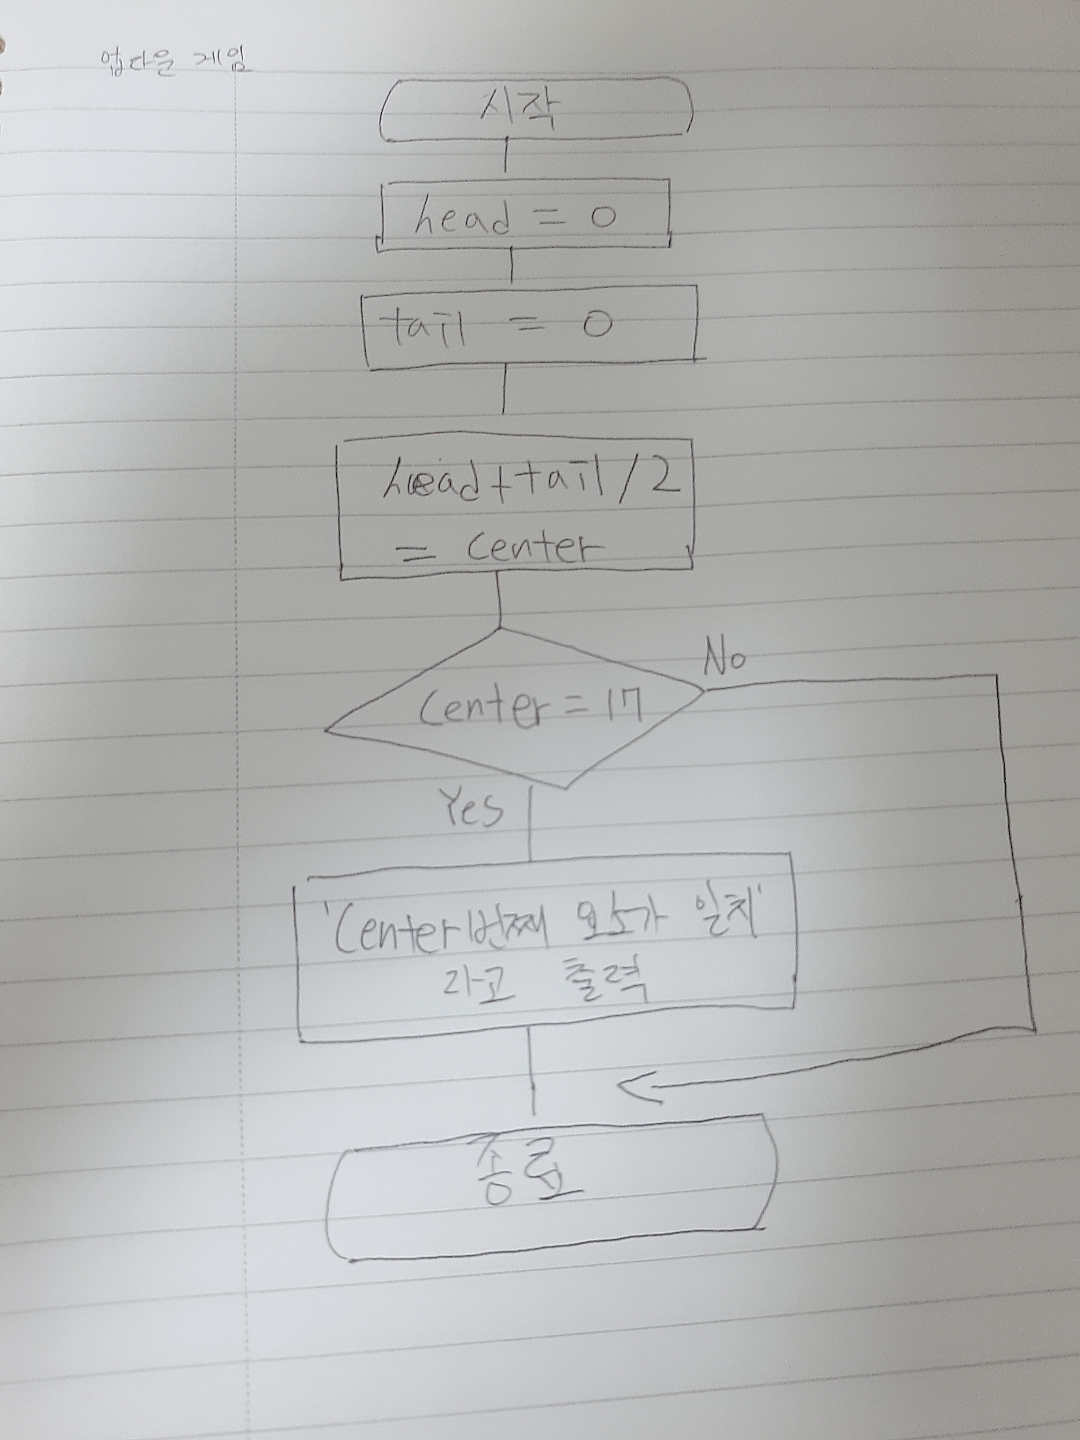 업다운 게임
시작
head = 0
tail = 0
head+tail/2
= center
Center = 17
No
Yes
'Center번째 요소가 일치'
라고 출력
종료